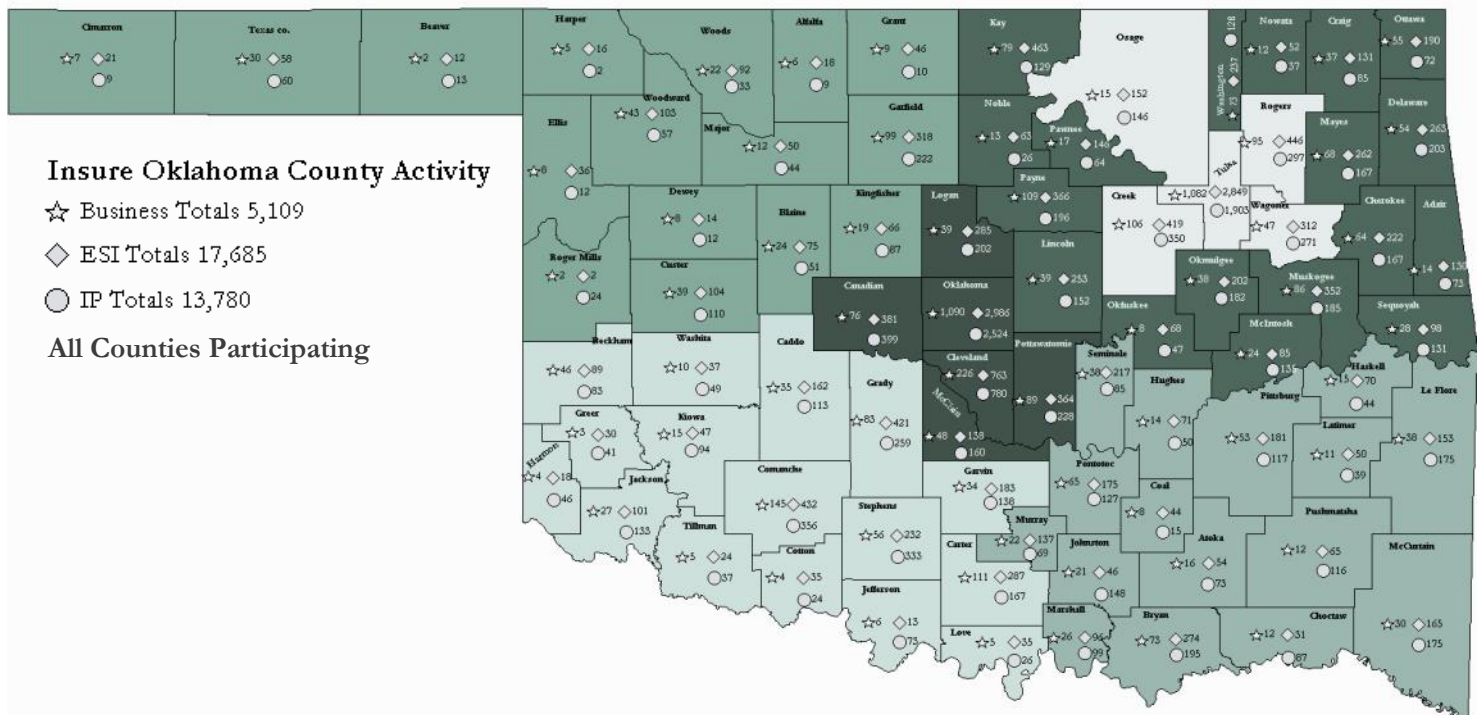 Insure Oklahoma County Activity
Business Totals 5,109
ESI Totals 17,685
IP Totals 13,780
All Counties Participating
Cimarron
7 21
9
Texas co.
30 58
60
Beaver
2 12
13
Harper
5 16
2
Woods
22 92
33
Alfalfa
6 18
9
Grant
9 46
10
Kay
79 463
129
Osage
15 152
146
Washington
73 237
128
Nowata
12 52
37
Craig
37 131
85
Ottawa
55 190
72
Ellis
8 36
12
Woodward
43 103
57
Major
12 50
44
Garfield
99 318
222
Noble
13 63
26
Pawnee
17 146
64
Rogers
95 446
297
Mayes
68 262
167
Delaware
54 263
203
Roger Mills
2 2
24
Dewey
8 14
12
Custer
39 104
110
Blaine
24 75
51
Kingfisher
19 66
87
Logan
39 285
202
Payne
109 366
196
Creek
106 419
350
Tulsa
1,082 2,849
1,903
Wagoner
47 312
271
Cherokee
64 222
167
Adair
14 130
73
Canadian
76 381
399
Oklahoma
1,090 2,986
2,524
Lincoln
39 253
152
Okmulgee
38 202
182
Muskogee
86 352
185
Sequoyah
28 98
131
Okfuskee
8 68
47
McIntosh
24 85
135
Beckham
46 89
83
Washita
10 37
49
Caddo
35 162
113
Grady
83 421
259
Cleveland
226 763
780
McClain
48 138
160
Pottawatomie
89 364
228
Seminole
38 217
85
Hughes
14 71
50
Pittsburg
53 181
117
Haskell
15 70
44
Le Flore
38 153
175
Latimar
11 50
39
Greer
3 30
41
Kiowa
15 47
94
Harmon
4 18
46
Jackson
27 101
133
Comanche
145 432
356
Tillman
5 24
37
Cotton
4 35
24
Stephens
56 232
333
Garvin
34 183
138
Murray
22 137
69
Pontotoc
65 175
127
Coal
8 44
15
Pushmataha
12 65
116
McCurtain
30 165
175
Carter
111 287
167
Johnston
21 46
148
Atoka
16 54
73
Jefferson
6 13
73
Love
5 35
26
Marshall
26 96
99
Bryan
73 274
195
Choctaw
12 31
87